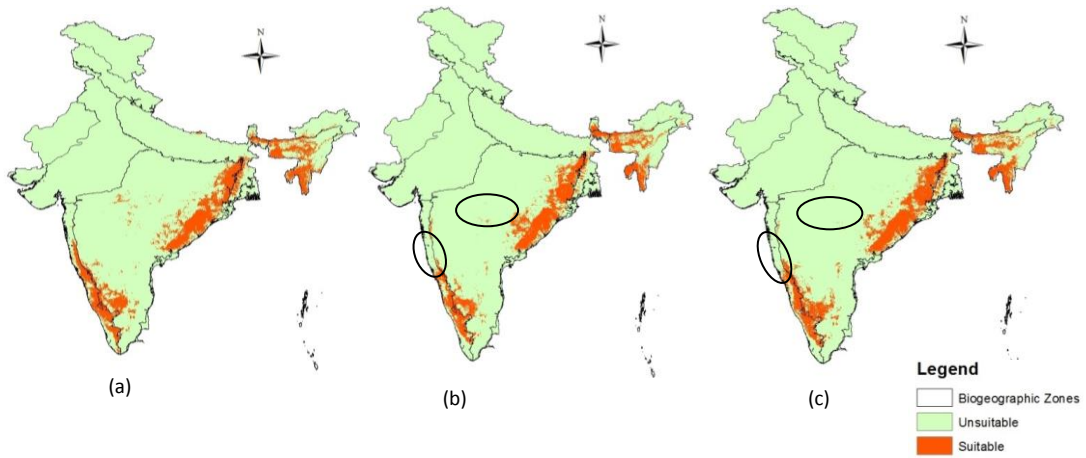 N
N
N
(a)
(b)
(c)
Legend
Biogeographic Zones
Unsuitable
Suitable